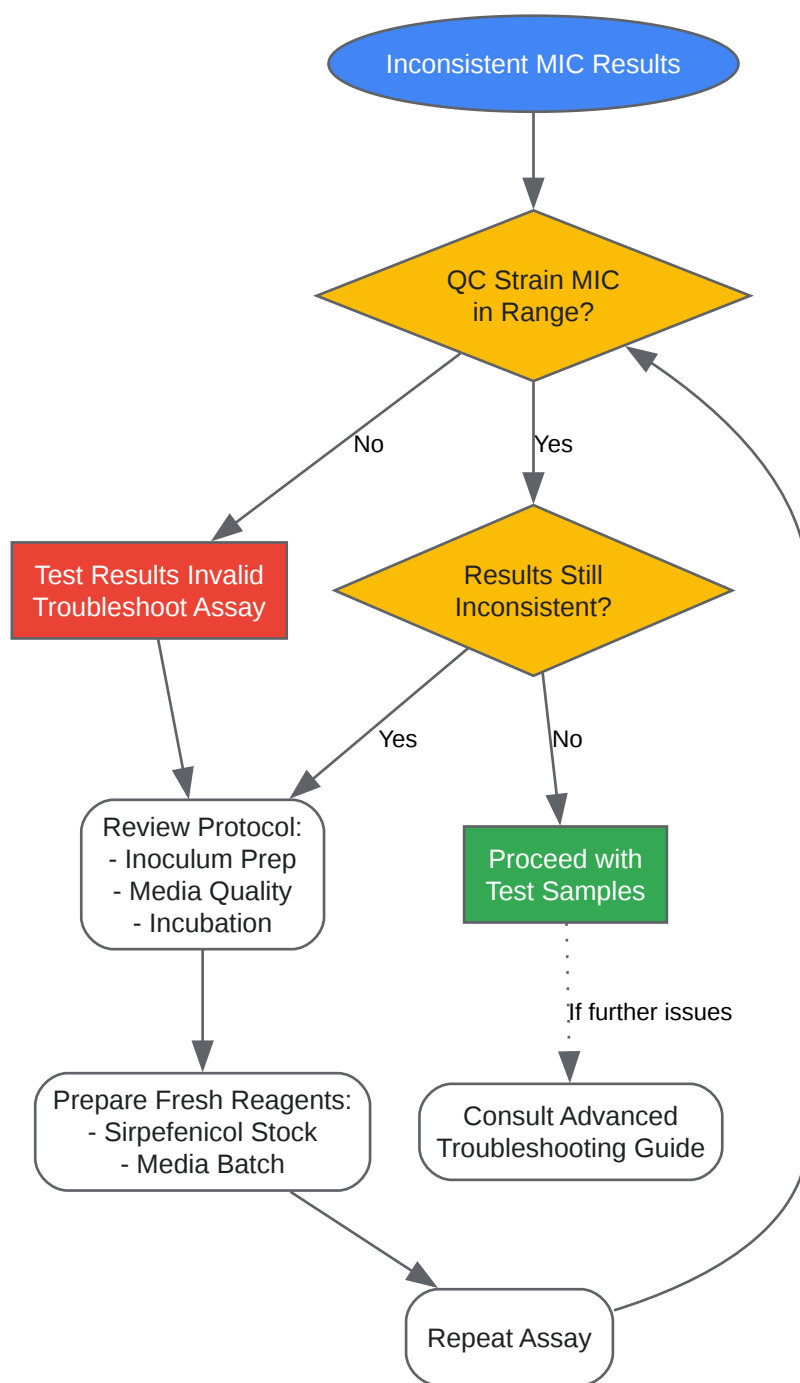 Inconsistent MIC Results
QC Strain MIC
in Range?
No
Yes
Test Results Invalid
Troubleshoot Assay
Results Still
Inconsistent?
Yes
No
Review Protocol:
- Inoculum Prep
- Media Quality
- Incubation
Proceed with
Test Samples
If further issues
Prepare Fresh Reagents:
- Sirpefenicol Stock
- Media Batch
Consult Advanced
Troubleshooting Guide
Repeat Assay